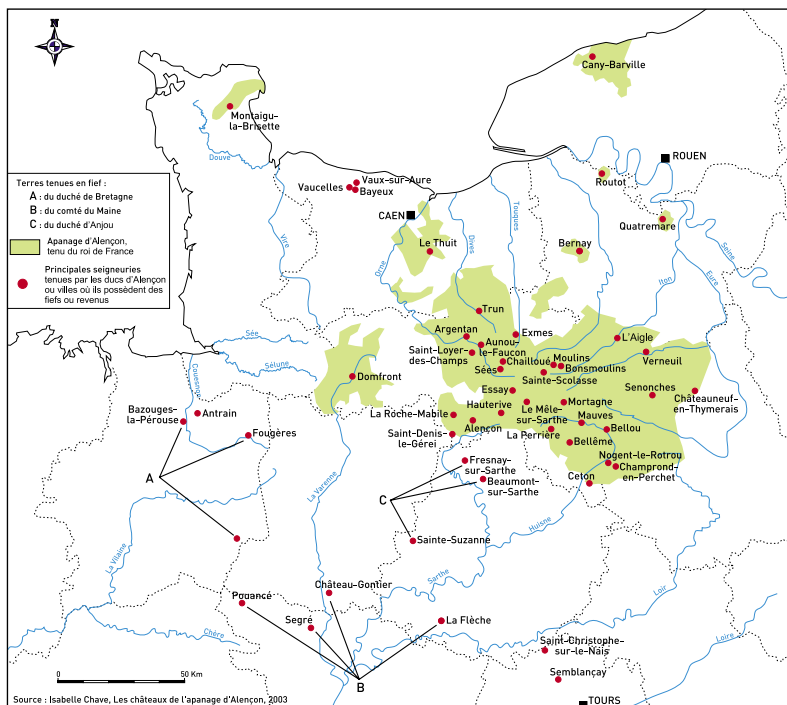 N
Cany-Barville
Montaigu-
la-Brisette
Douve
ROUEN
Terres tenues en fief :
A : du duché de Bretagne
B : du comté du Maine
C : du duché d'Anjou
Apanage d'Alençon,
tenu du roi de France
Principales seigneuries
tenues par les ducs d'Alençon
ou villes où ils possèdent des
fiefs ou revenus
Vaux-sur-Aure
Vaucelles
Bayeux
Routot
CAEN
Quatremare
Vire
Orne
Le Thuit
Dives
Touques
Bernay
Seine
Iton
Eure
Trun
Sée
Argentan
Exmes
L'Aigle
Aunou-
le-Faucon
Verneuil
Saint-Loyer-
des-Champs
Chailloué
Moulins
Bonsmoulins
Sélune
Sées
Sainte-Scolasse
Domfront
Couesnon
Essay
Senonches
Châteauneuf-
en-Thymerais
Bazouges-
la-Pérouse
Antrain
La Roche-Mabile
Hauterive
Le Mêle-
sur-Sarthe
Mortagne
Alençon
Mauves
Bellou
Fougères
Saint-Denis-
le-Gérei
La Perrière
Bellême
Nogent-le-Rotrou
Champrond-
en-Perchet
A
Fresnay-
sur-Sarthe
Beaumont-
sur-Sarthe
Ceton
La Varenne
C
Huisne
La Vilaine
Sainte-Suzanne
Sarthe
Château-Gontier
Loir
Pouancé
Segré
La Flèche
Chère
Loire
Saint-Christophe-
sur-le-Nais
0
50 Km
B
Semblançay
TOURS
Source : Isabelle Chave, Les châteaux de l'apanage d'Alençon, 2003